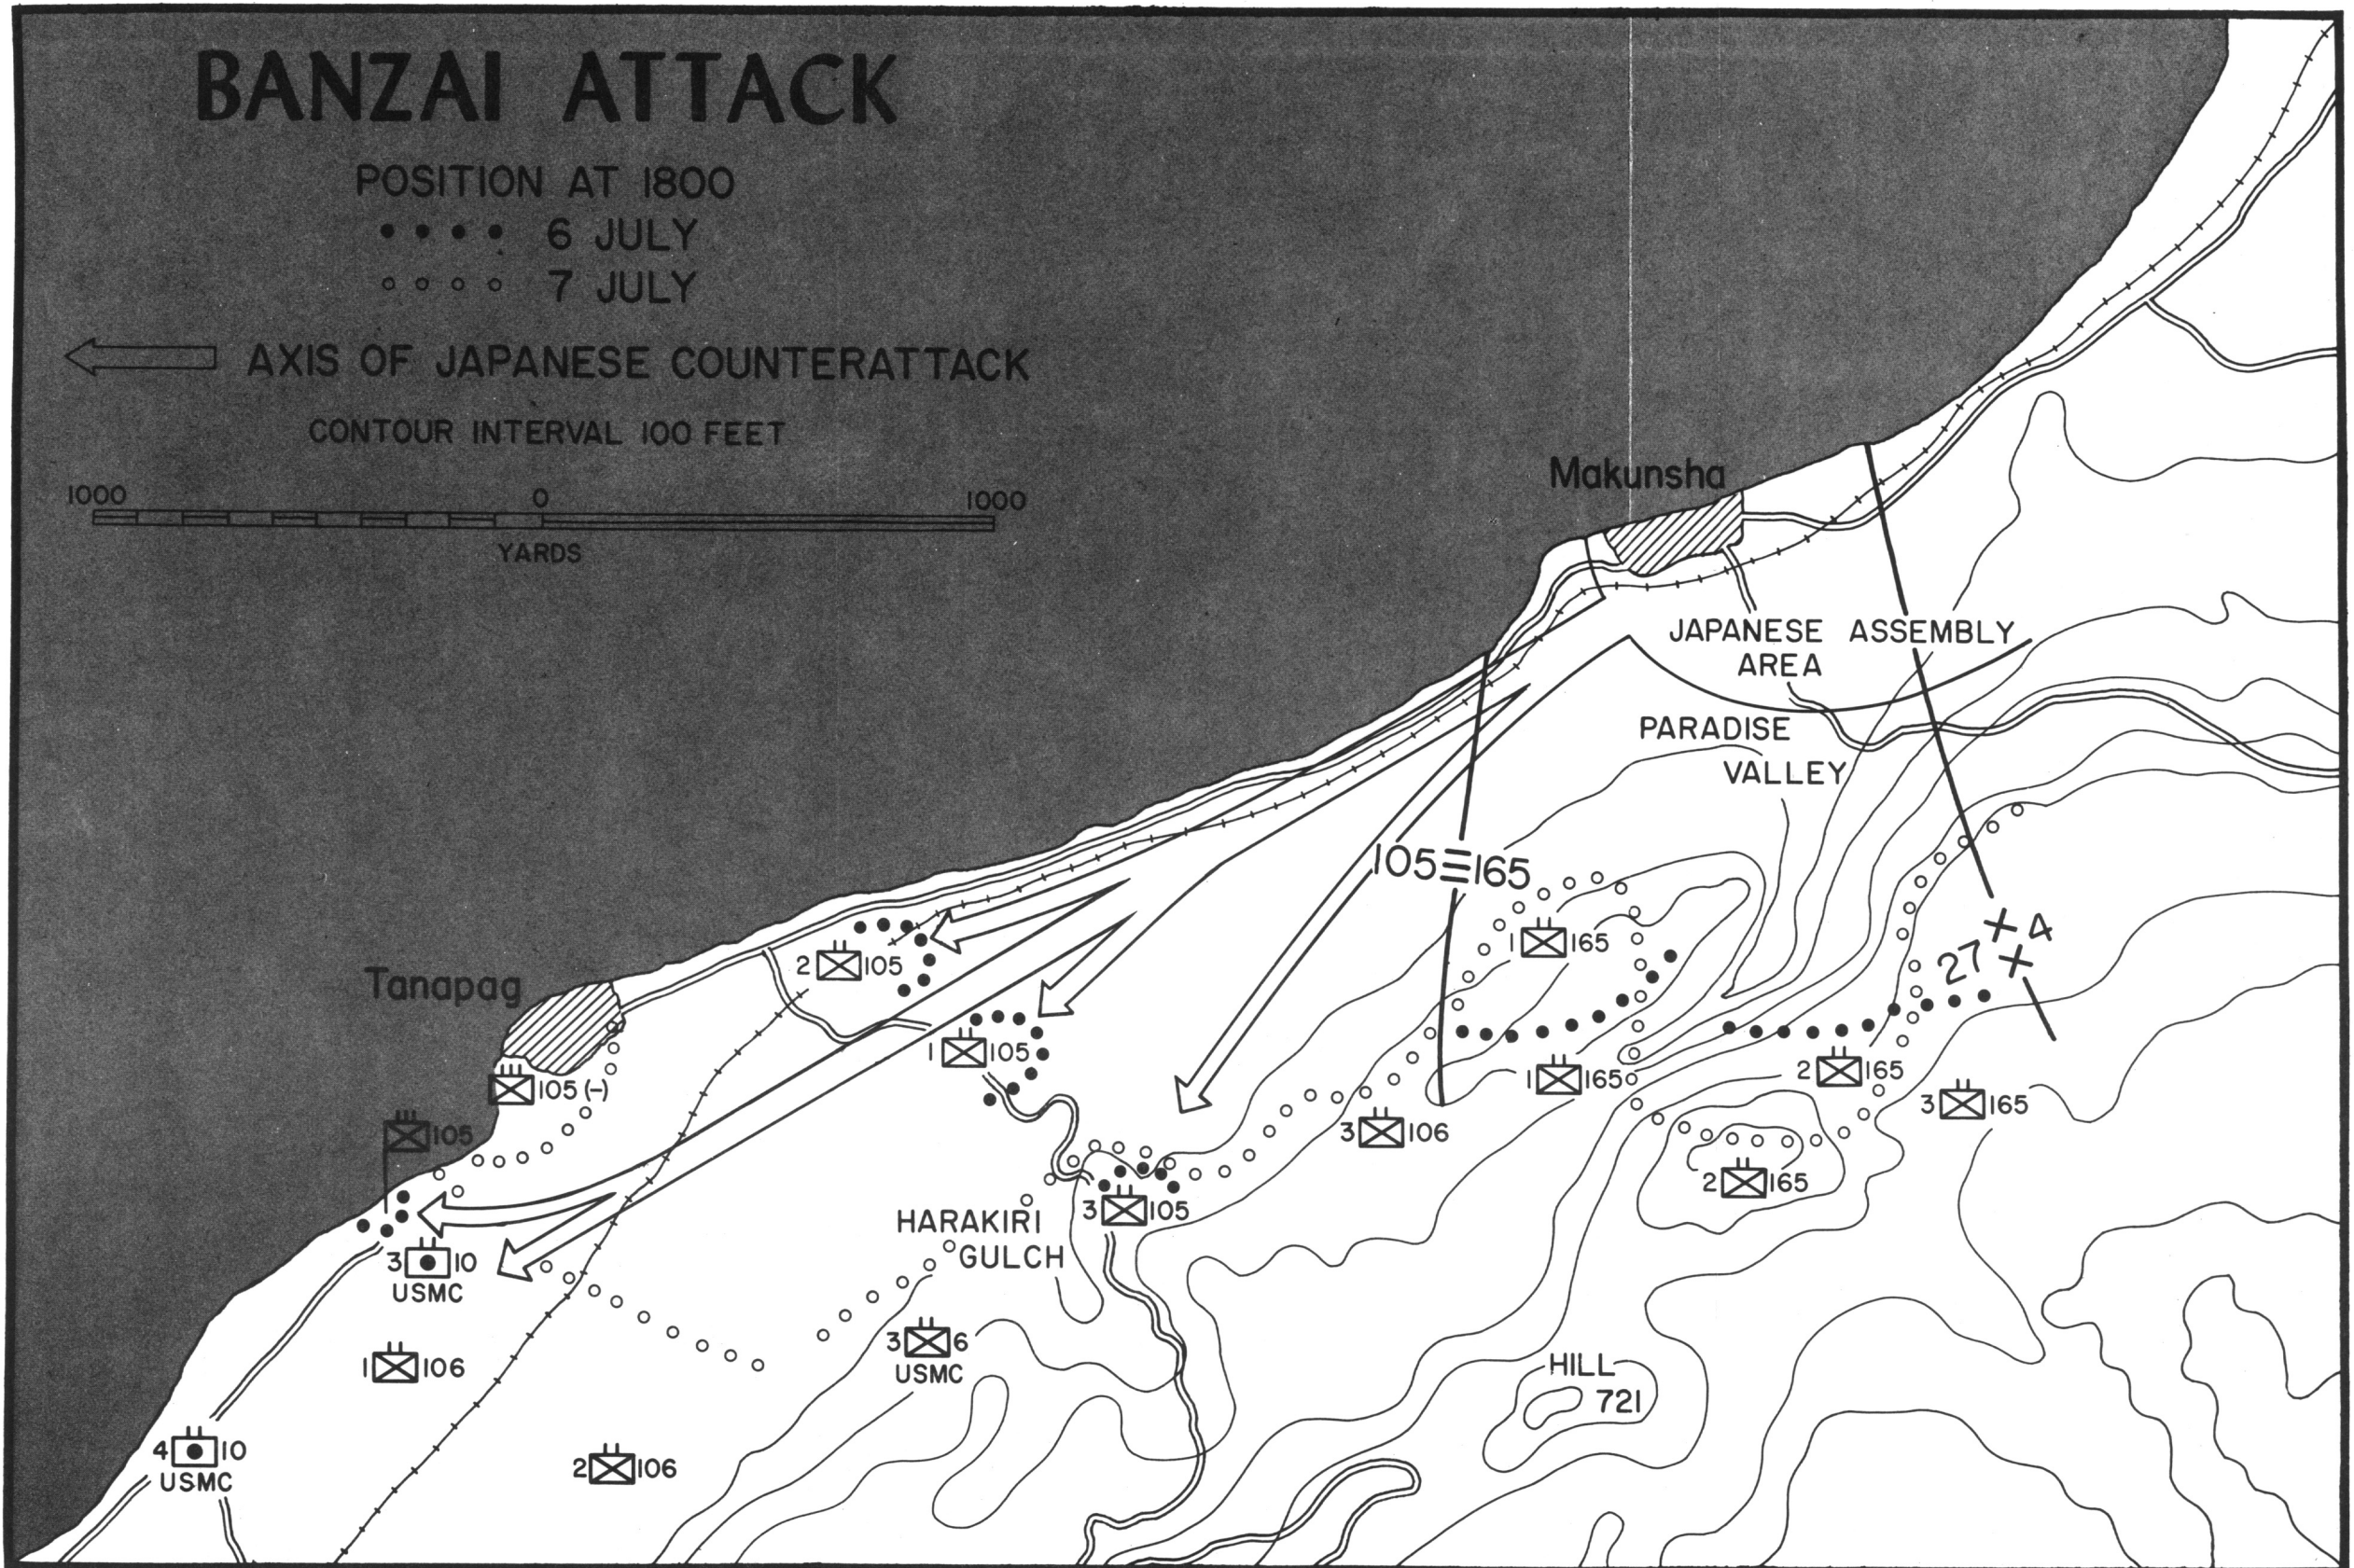 BANZAI ATTACK
POSITION AT 1800
6 JULY
7 JULY
AXIS OF JAPANESE COUNTERATTACK
CONTOUR INTERVAL 100 FEET
1000 0 1000
YARDS
Makunsha
JAPANESE ASSEMBLY
AREA
PARADISE
VALLEY
105 165
1 165
27 4
2 105
Tanapag
1 105
105 (-)
1 165
2 165
3 165
105
3 106
2 165
3 105
HARAKIRI
GULCH
3 10
USMC
3 6
USMC
1 106
HILL
721
4 10
USMC
2 106